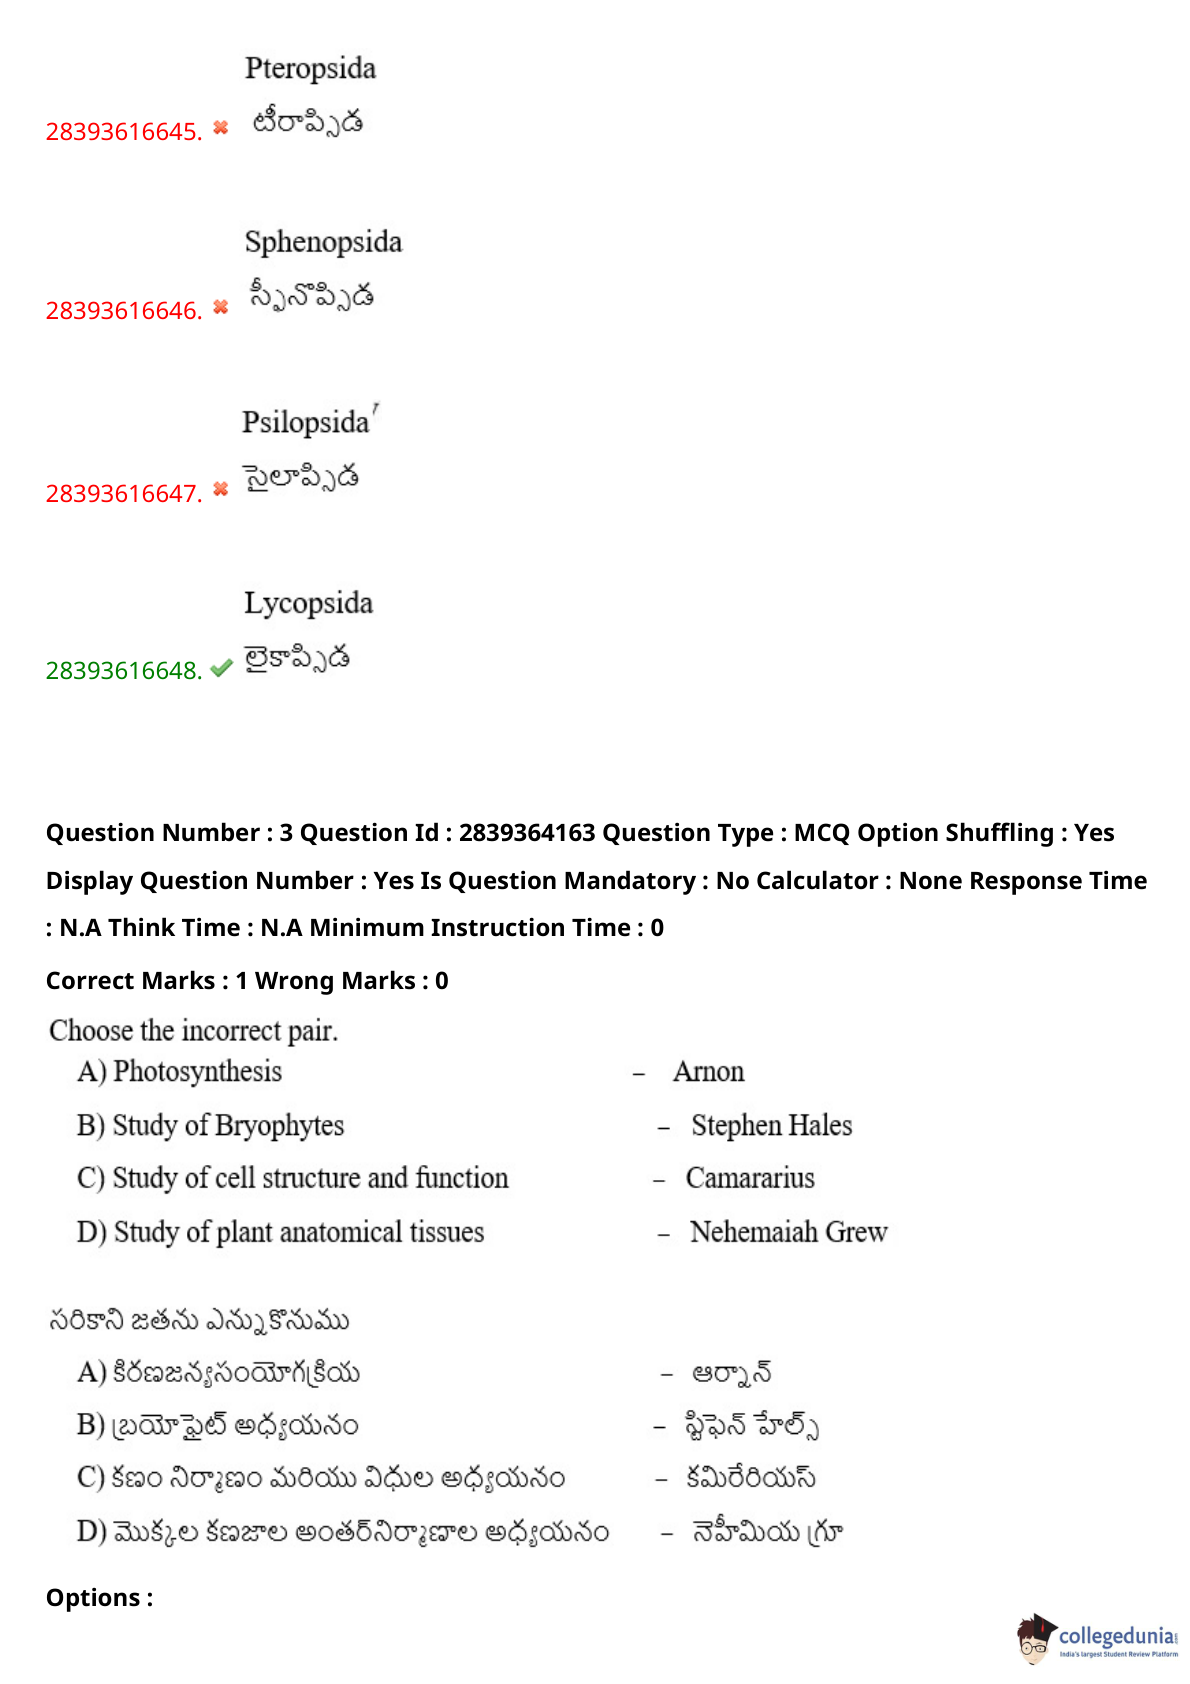 Pteropsida
28393616645. టీరాప్సిడ
Sphenopsida
28393616646. స్ఫీనాప్సిడ
Psilopsida
28393616647. సైలాప్సిడ
Lycopsida
28393616648. లైకాప్సిడ
Question Number : 3 Question Id : 2839364163 Question Type : MCQ Option Shuffling : Yes
Display Question Number : Yes Is Question Mandatory : No Calculator : None Response Time
: N.A Think Time : N.A Minimum Instruction Time : 0
Correct Marks : 1 Wrong Marks : 0
Choose the incorrect pair.
A) Photosynthesis – Arnon
B) Study of Bryophytes – Stephen Hales
C) Study of cell structure and function – Camararius
D) Study of plant anatomical tissues – Nehemaiah Grew
సరికాని జతను ఎన్నుకొనుము
A) కిరణజన్యసంయోగక్రియ – ఆర్నాన్
B) బ్రయోఫైట్ అధ్యయనం – స్టిఫెన్ హేల్స్
C) కణం నిర్మాణం మరియు విధుల అధ్యయనం – కమిరేరియస్
D) మొక్కల కణజాల అంతర్‌నిర్మాణాల అధ్యయనం – నెహీమియ గ్రూ
Options :
collegedunia.com
India's largest Student Review Platform